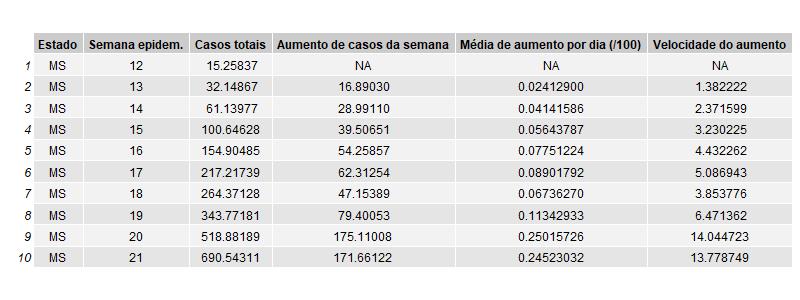 Estado Semana epidem. Casos totais Aumento de casos da semana Média de aumento por dia (/100) Velocidade do aumento
1 MS 12 15.25837 NA NA NA
2 MS 13 32.14867 16.89030 0.02412900 1.382222
3 MS 14 61.13977 28.99110 0.04141586 2.371599
4 MS 15 100.64628 39.50651 0.05643787 3.230225
5 MS 16 154.90485 54.25857 0.07751224 4.432262
6 MS 17 217.21739 62.31254 0.08901792 5.086943
7 MS 18 264.37128 47.15389 0.06736270 3.853776
8 MS 19 343.77181 79.40053 0.11342933 6.471362
9 MS 20 518.88189 175.11008 0.25015726 14.044723
10 MS 21 690.54311 171.66122 0.24523032 13.778749